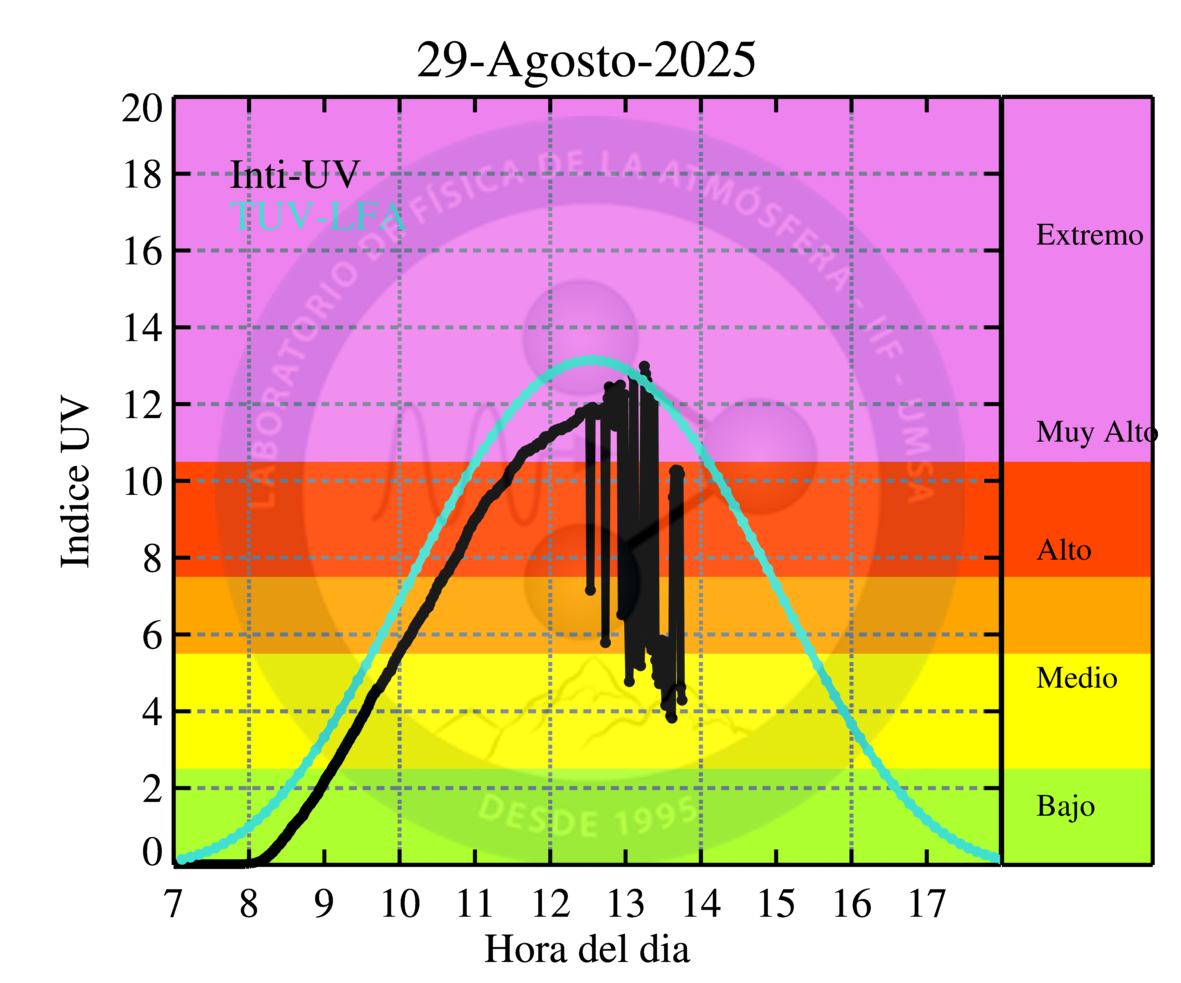 29-Agosto-2025
20
18
16
14
12
10
8
6
4
2
0
Indice UV
Inti-UV
TUV-LFA
LABORATORIO DE FÍSICA DE LA ATMÓSFERA - IIF - UMSA
DESDE 1995
Extremo
Muy Alto
Alto
Medio
Bajo
7 8 9 10 11 12 13 14 15 16 17
Hora del dia